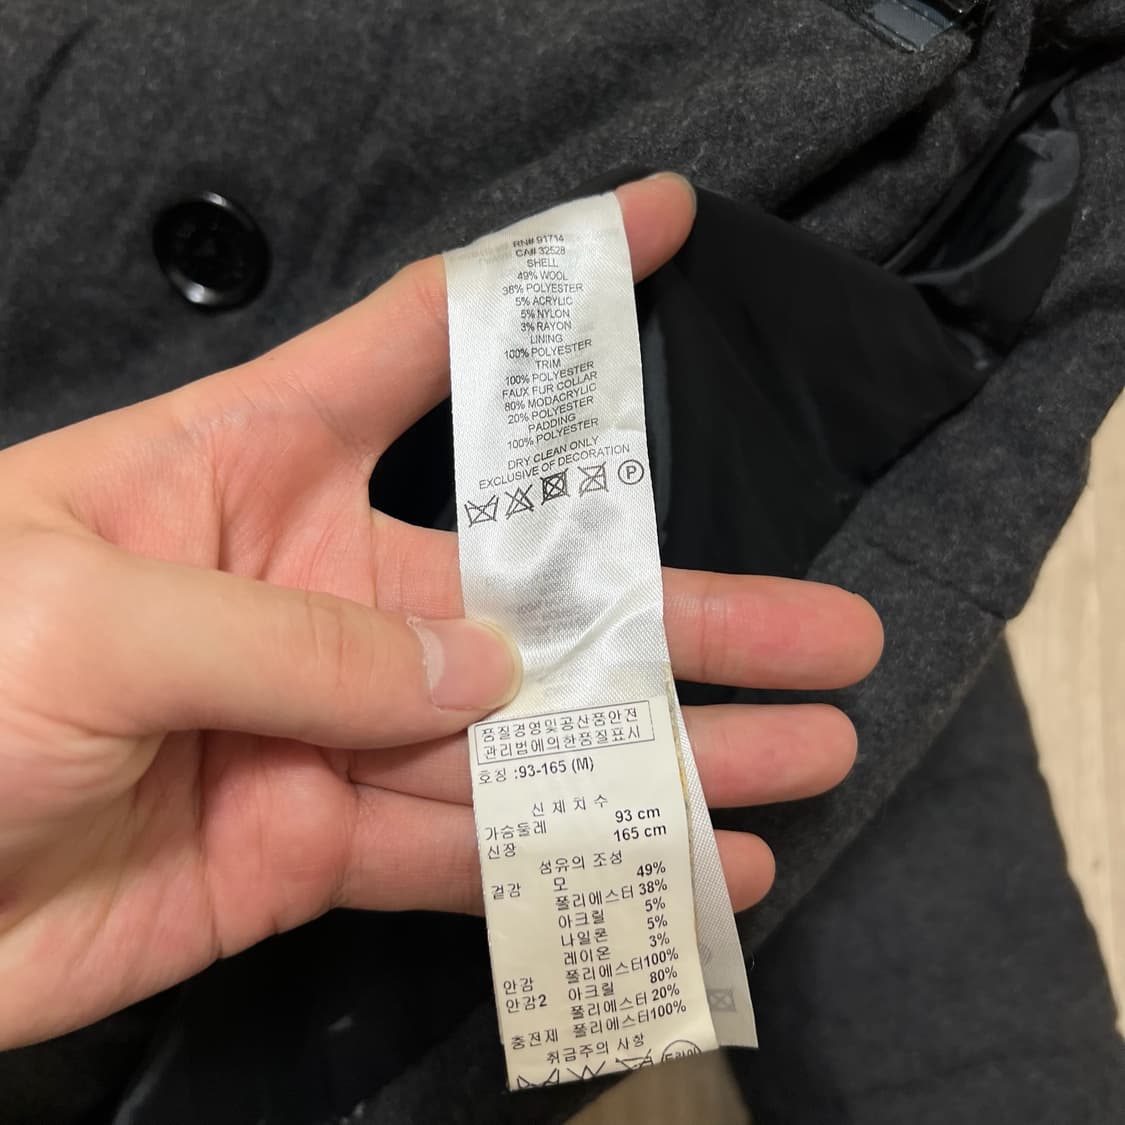 RN# 91714
CA# 32528
SHELL
49% WOOL
38% POLYESTER
5% ACRYLIC
5% NYLON
3% RAYON
LINING
100% POLYESTER
TRIM
100% POLYESTER
FAUX FUR COLLAR
80% MODACRYLIC
20% POLYESTER
PADDING
100% POLYESTER
DRY CLEAN ONLY
EXCLUSIVE OF DECORATION
P
품질경영및공산품안전
관리법에의한품질표시
호칭 :93-165 (M)
신 체 치 수
가슴둘레 93 cm
신장 165 cm
섬유의 조성
겉감 모 49%
폴리에스터 38%
아크릴 5%
나일론 5%
레이온 3%
안감 폴리에스터100%
안감2 아크릴 80%
폴리에스터 20%
충전제 폴리에스터100%
취급주의 사항
드라이